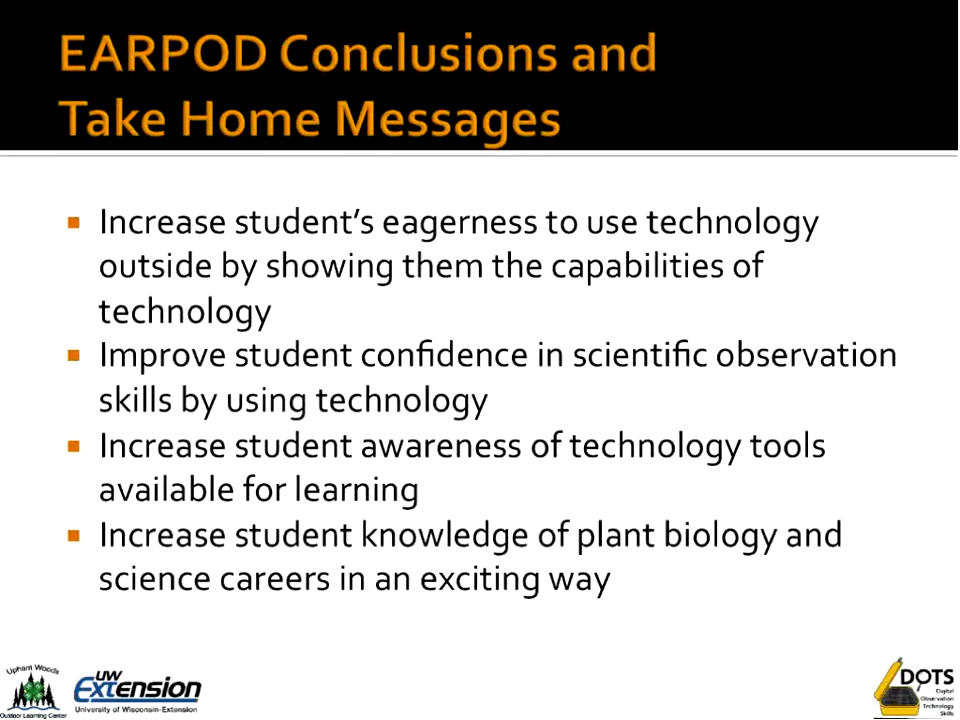 EARPOD Conclusions and
Take Home Messages
Increase student's eagerness to use technology
outside by showing them the capabilities of
technology
Improve student confidence in scientific observation
skills by using technology
Increase student awareness of technology tools
available for learning
Increase student knowledge of plant biology and
science careers in an exciting way
Upham Woods
Outdoor Learning Center
UW
Extension
University of Wisconsin-Extension
DOTS
Digital
Observation
Technology
Skills